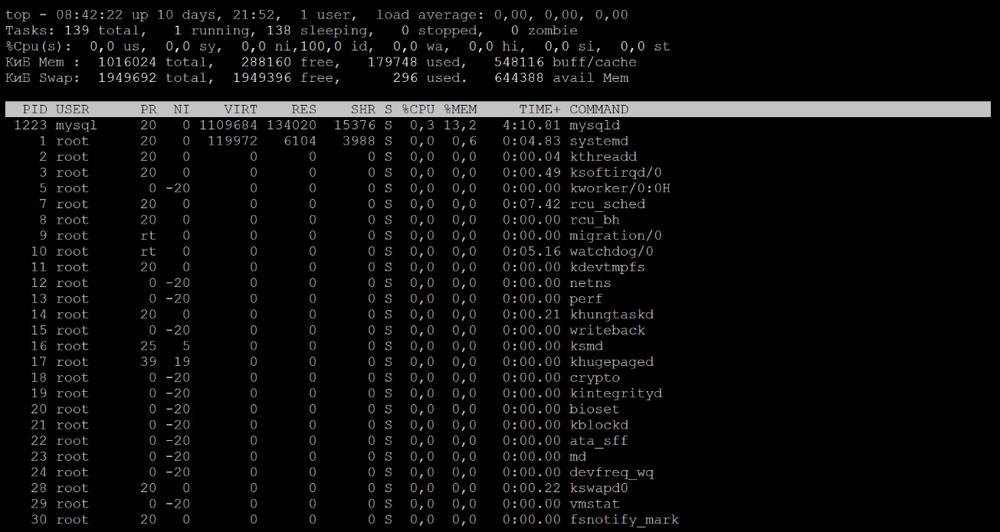 top - 08:42:22 up 10 days, 21:52,  1 user,  load average: 0,00, 0,00, 0,00
Tasks: 139 total,   1 running, 138 sleeping,   0 stopped,   0 zombie
%Cpu(s):  0,0 us,  0,0 sy,  0,0 ni,100,0 id,  0,0 wa,  0,0 hi,  0,0 si,  0,0 st
КиБ Mem :  1016024 total,   288160 free,   179748 used,   548116 buff/cache
КиБ Swap:  1949692 total,  1949396 free,      296 used.   644388 avail Mem
  PID USER      PR  NI    VIRT    RES    SHR S %CPU %MEM     TIME+ COMMAND
 1223 mysql     20   0 1109684 134020  15376 S  0,3 13,2   4:10.81 mysqld
    1 root      20   0  119972   6104   3988 S  0,0  0,6   0:04.83 systemd
    2 root      20   0       0      0      0 S  0,0  0,0   0:00.04 kthreadd
    3 root      20   0       0      0      0 S  0,0  0,0   0:00.49 ksoftirqd/0
    5 root       0 -20       0      0      0 S  0,0  0,0   0:00.00 kworker/0:0H
    7 root      20   0       0      0      0 S  0,0  0,0   0:07.42 rcu_sched
    8 root      20   0       0      0      0 S  0,0  0,0   0:00.00 rcu_bh
    9 root      rt   0       0      0      0 S  0,0  0,0   0:00.00 migration/0
   10 root      rt   0       0      0      0 S  0,0  0,0   0:05.16 watchdog/0
   11 root      20   0       0      0      0 S  0,0  0,0   0:00.00 kdevtmpfs
   12 root       0 -20       0      0      0 S  0,0  0,0   0:00.00 netns
   13 root       0 -20       0      0      0 S  0,0  0,0   0:00.00 perf
   14 root      20   0       0      0      0 S  0,0  0,0   0:00.21 khungtaskd
   15 root       0 -20       0      0      0 S  0,0  0,0   0:00.00 writeback
   16 root      25   5       0      0      0 S  0,0  0,0   0:00.00 ksmd
   17 root      39  19       0      0      0 S  0,0  0,0   0:00.00 khugepaged
   18 root       0 -20       0      0      0 S  0,0  0,0   0:00.00 crypto
   19 root       0 -20       0      0      0 S  0,0  0,0   0:00.00 kintegrityd
   20 root       0 -20       0      0      0 S  0,0  0,0   0:00.00 bioset
   21 root       0 -20       0      0      0 S  0,0  0,0   0:00.00 kblockd
   22 root       0 -20       0      0      0 S  0,0  0,0   0:00.00 ata_sff
   23 root       0 -20       0      0      0 S  0,0  0,0   0:00.00 md
   24 root       0 -20       0      0      0 S  0,0  0,0   0:00.00 devfreq_wq
   28 root      20   0       0      0      0 S  0,0  0,0   0:00.22 kswapd0
   29 root       0 -20       0      0      0 S  0,0  0,0   0:00.00 vmstat
   30 root      20   0       0      0      0 S  0,0  0,0   0:00.00 fsnotify_mark